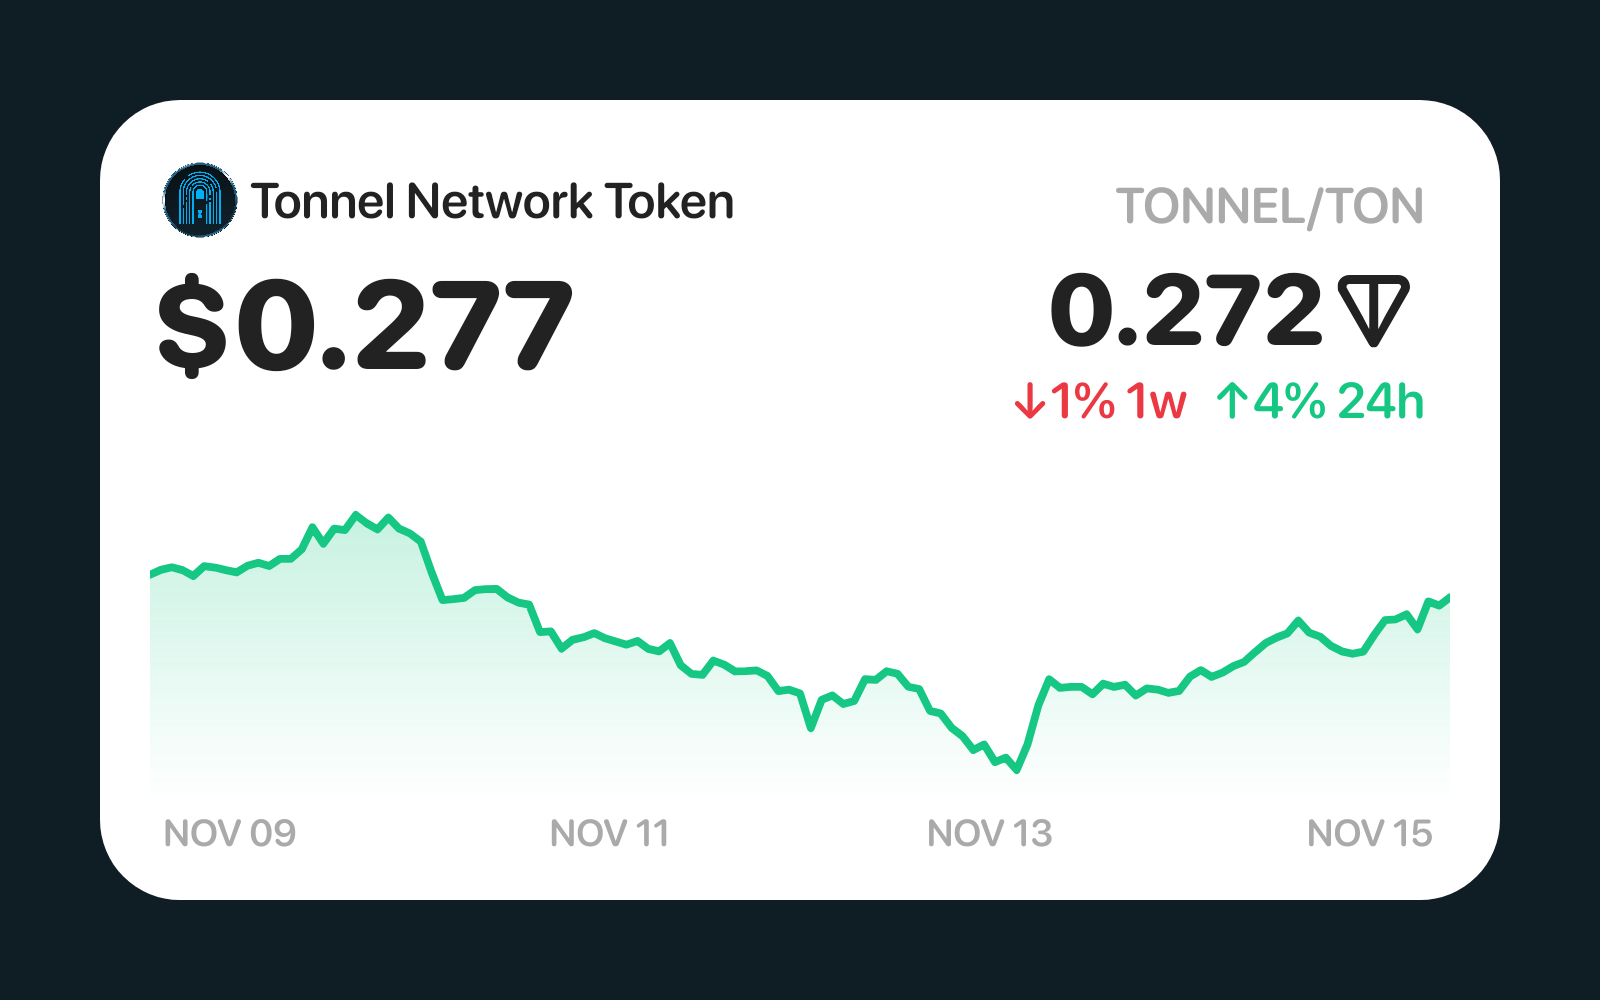 Tonnel Network Token
TONNEL/TON
$0.277
0.272
↓1% 1w ↑4% 24h
NOV 09 NOV 11 NOV 13 NOV 15